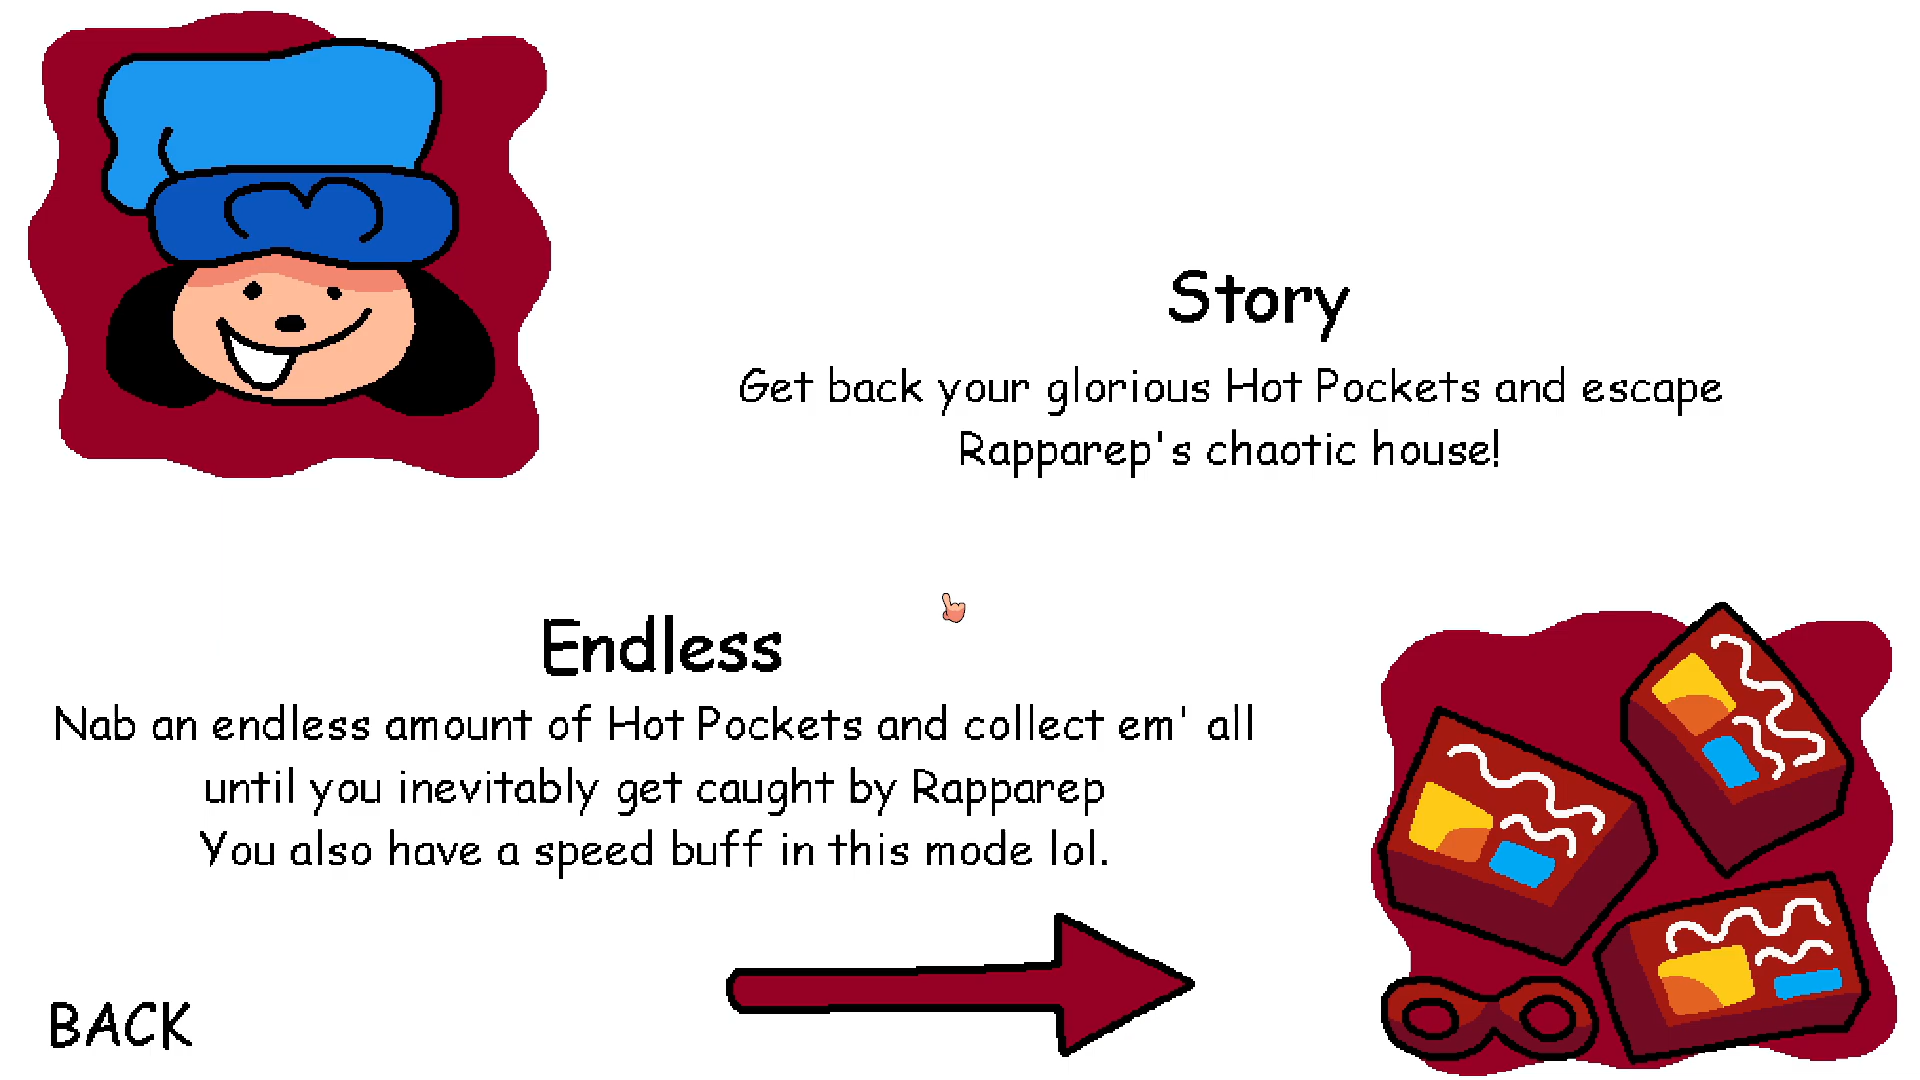 Story
Get back your glorious Hot Pockets and escape
Rapparep's chaotic house!
Endless
Nab an endless amount of Hot Pockets and collect em' all
until you inevitably get caught by Rapparep
You also have a speed buff in this mode lol.
BACK